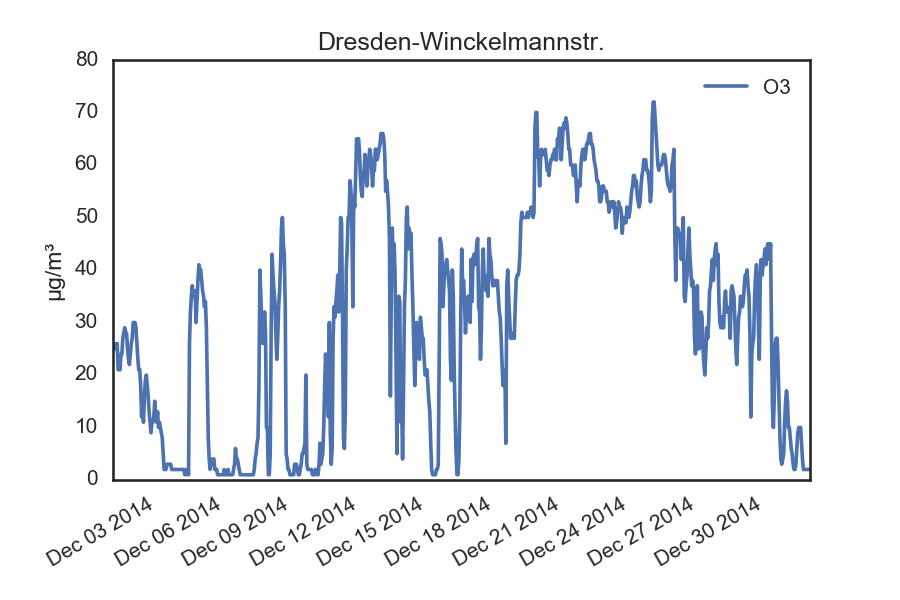 Dresden-Winckelmannstr.
O3
µg/m³
80
70
60
50
40
30
20
10
0
Dec 03 2014
Dec 06 2014
Dec 09 2014
Dec 12 2014
Dec 15 2014
Dec 18 2014
Dec 21 2014
Dec 24 2014
Dec 27 2014
Dec 30 2014